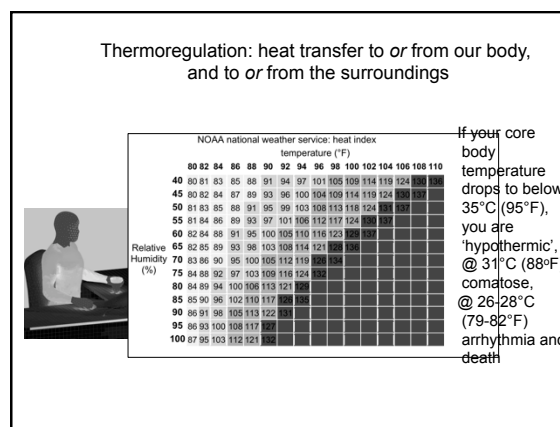 Thermoregulation: heat transfer to or from our body,
and to or from the surroundings
NOAA national weather service: heat index
temperature (°F)
80 82 84 86 88 90 92 94 96 98 100 102 104 106 108 110
40 80 81 83 85 88 91 94 97 101 105 109 114 119 124 130 136
45 80 82 84 87 89 93 96 100 104 109 114 119 124 130 137
50 81 83 85 88 91 95 99 103 108 113 118 124 131 137
55 81 84 86 89 93 97 101 106 112 117 124 130 137
60 82 84 88 91 95 100 105 110 116 123 129 137
Relative
Humidity
(%)
65 82 85 89 93 98 103 108 114 121 128 136
70 83 86 90 95 100 105 112 119 126 134
75 84 88 92 97 103 109 116 124 132
80 84 89 94 100 106 113 121 129
85 85 90 96 102 110 117 126 135
90 86 91 98 105 113 122 131
95 86 93 100 108 117 127
100 87 95 103 112 121 132
If your core
body
temperature
drops to below
35°C (95°F),
you are
‘hypothermic’,
@ 31°C (88°F
comatose,
@ 26-28°C
(79-82°F)
arrhythmia and
death